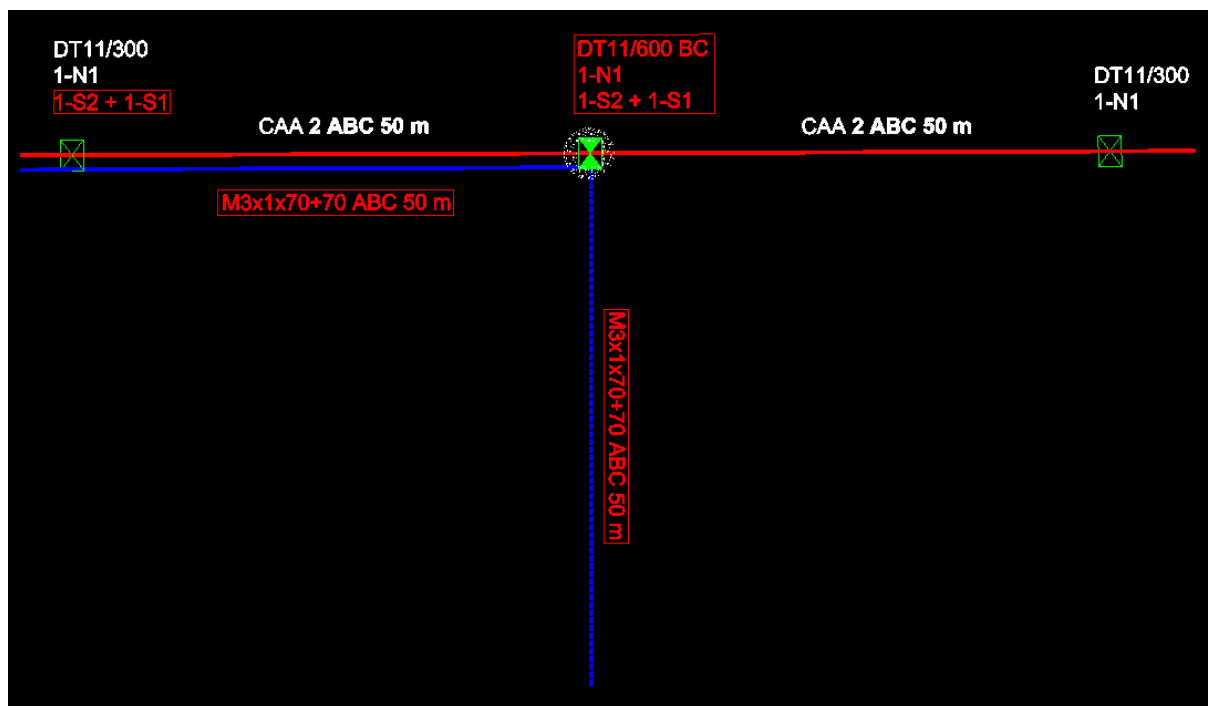 DT11/300
1-N1
1-S2 + 1-S1
DT11/600 BC
1-N1
1-S2 + 1-S1
DT11/300
1-N1
CAA 2 ABC 50 m
CAA 2 ABC 50 m
M3x1x70+70 ABC 50 m
M3x1x70+70 ABC 50 m